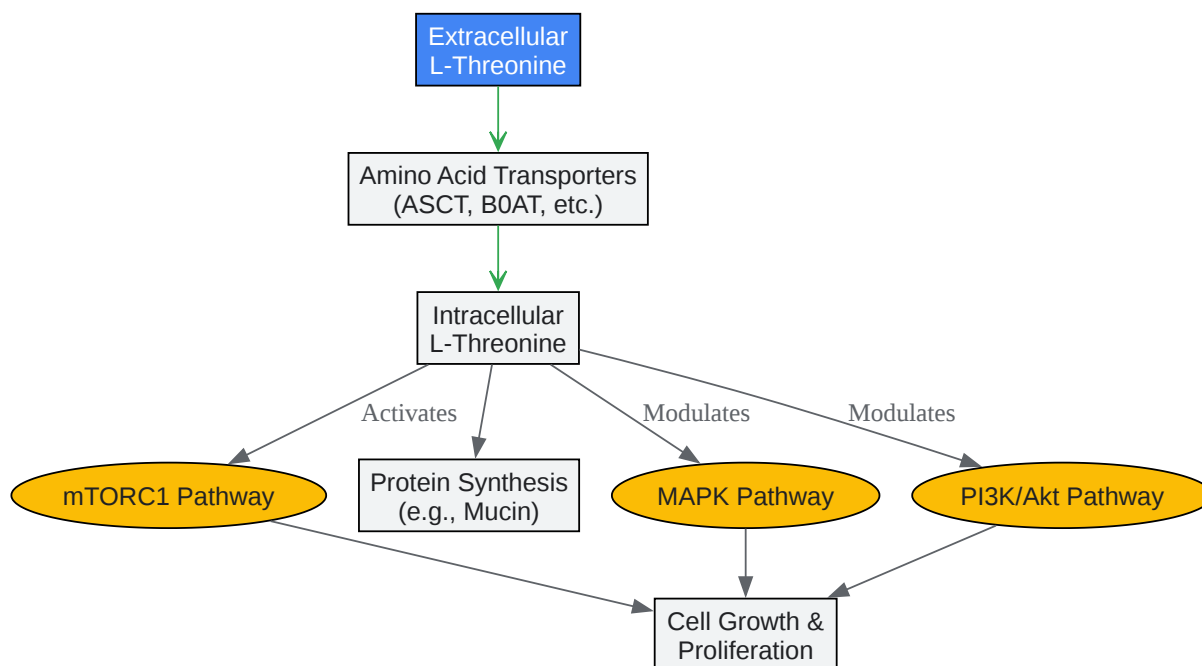 Extracellular
L-Threonine
Amino Acid Transporters
(ASCT, B0AT, etc.)
Intracellular
L-Threonine
Activates
Modulates
Modulates
mTORC1 Pathway
Protein Synthesis
(e.g., Mucin)
MAPK Pathway
PI3K/Akt Pathway
Cell Growth &
Proliferation